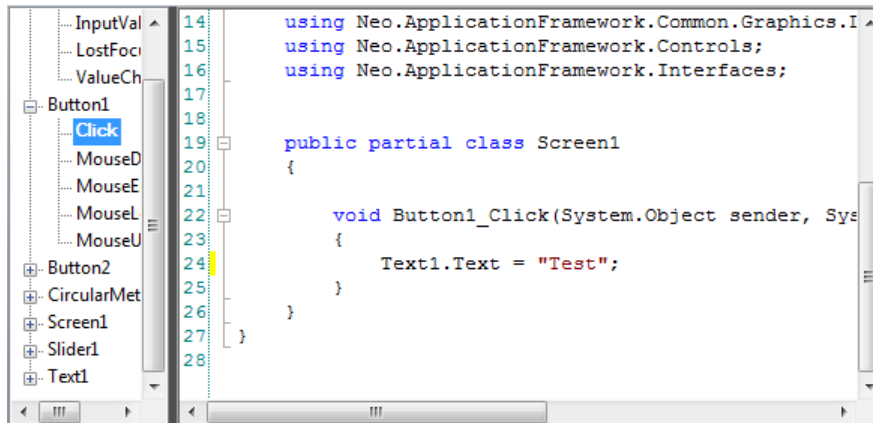 InputVal
LostFocu
ValueCh
Button1
Click
MouseD
MouseE
MouseL
MouseU
Button2
CircularMet
Screen1
Slider1
Text1
14 using Neo.ApplicationFramework.Common.Graphics.I
15 using Neo.ApplicationFramework.Controls;
16 using Neo.ApplicationFramework.Interfaces;
17
18
19 public partial class Screen1
20 {
21
22 void Button1_Click(System.Object sender, Sys
23 {
24 Text1.Text = "Test";
25 }
26 }
27 }
28